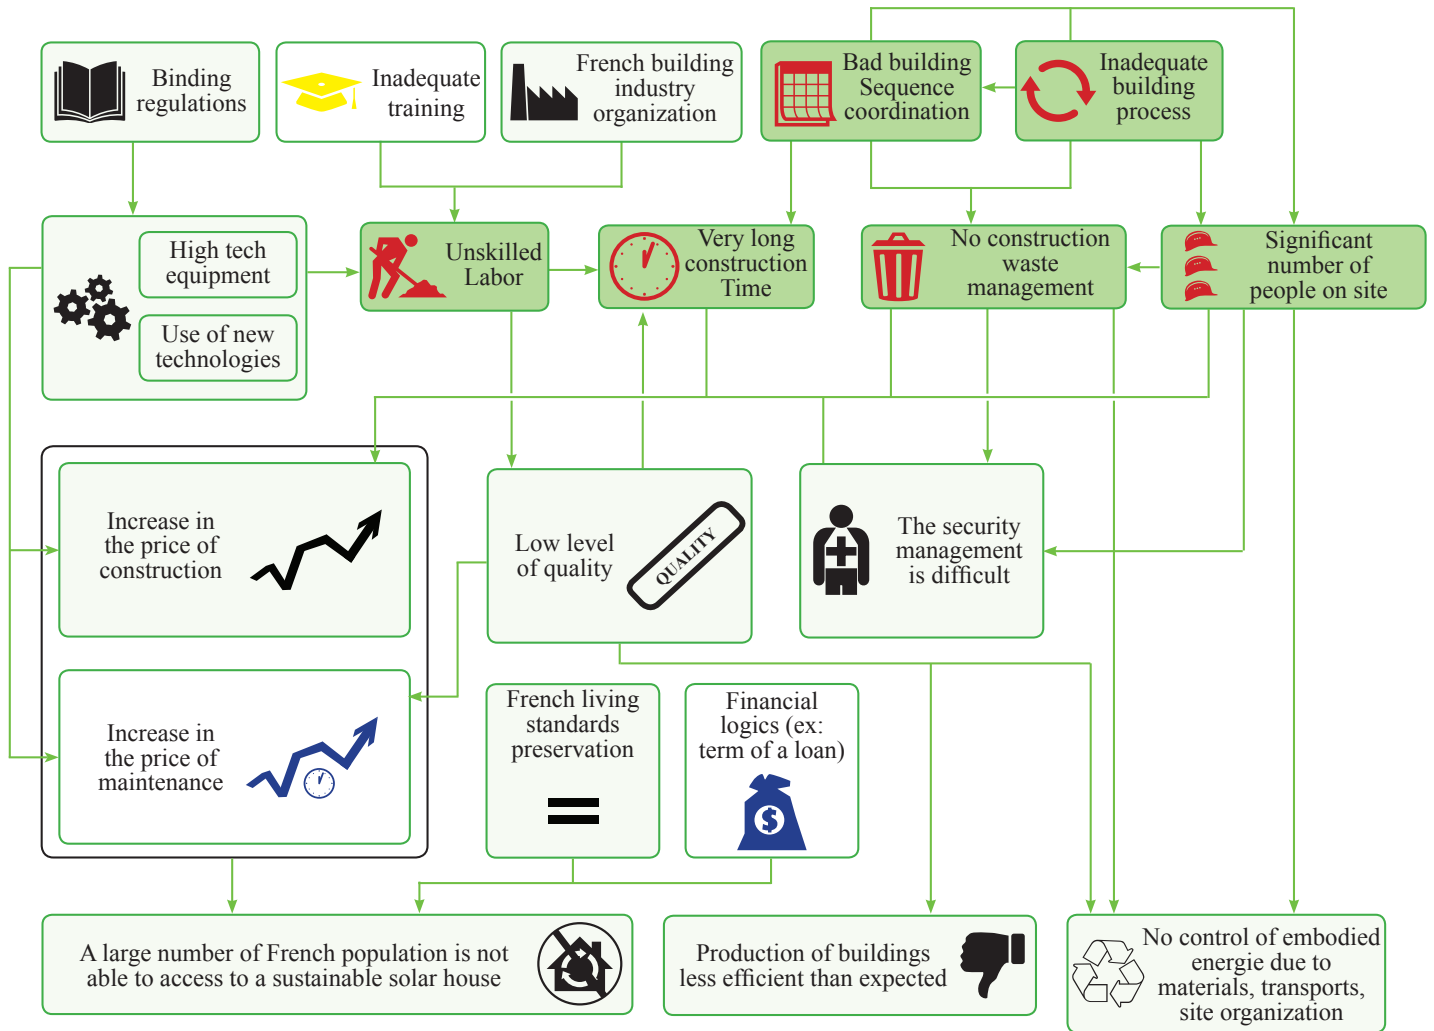 Binding
regulations
Inadequate
training
French building
industry
organization
Bad building
Sequence
coordination
Inadequate
building
process
High tech
equipment
Use of new
technologies
Unskilled
Labor
Very long
construction
Time
No construction
waste
management
Significant
number of
people on site
Increase in
the price of
construction
Low level
of quality
QUALITY
The security
management
is difficult
Increase in
the price of
maintenance
French living
standards
preservation
Financial
logics (ex:
term of a loan)
$
A large number of French population is not
able to access to a sustainable solar house
Production of buildings
less efficient than expected
No control of embodied
energie due to
materials, transports,
site organization